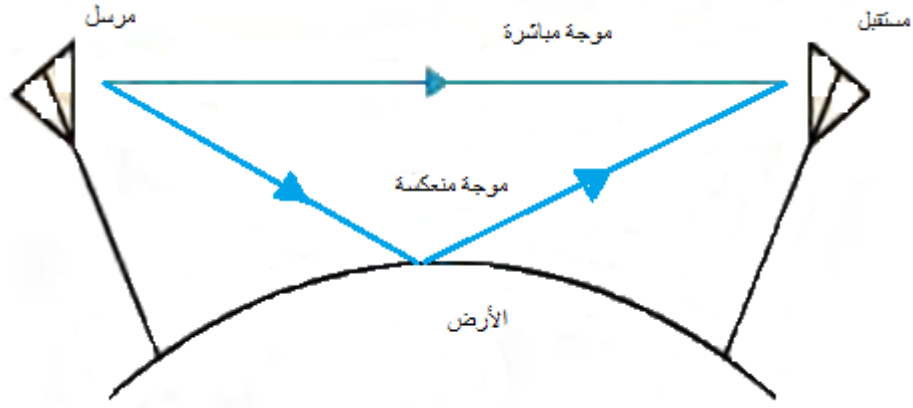 مرسل
مستقبل
موجة مباشرة
موجة منعكسة
الأرض